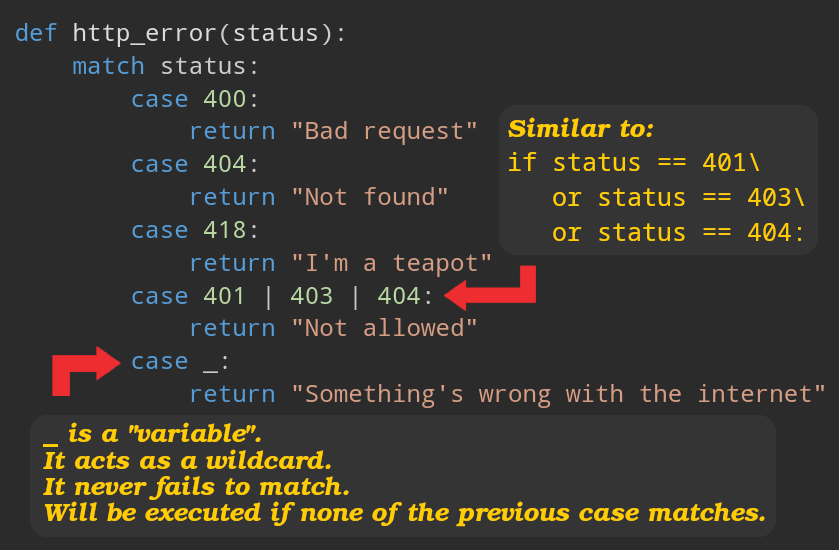 def http_error(status):
    match status:
        case 400:
            return "Bad request"
        case 404:
            return "Not found"
        case 418:
            return "I'm a teapot"
        case 401 | 403 | 404:
            return "Not allowed"
        case _:
            return "Something's wrong with the internet"
Similar to:
if status == 401\
   or status == 403\
   or status == 404:
_ is a "variable".
It acts as a wildcard.
It never fails to match.
Will be executed if none of the previous case matches.